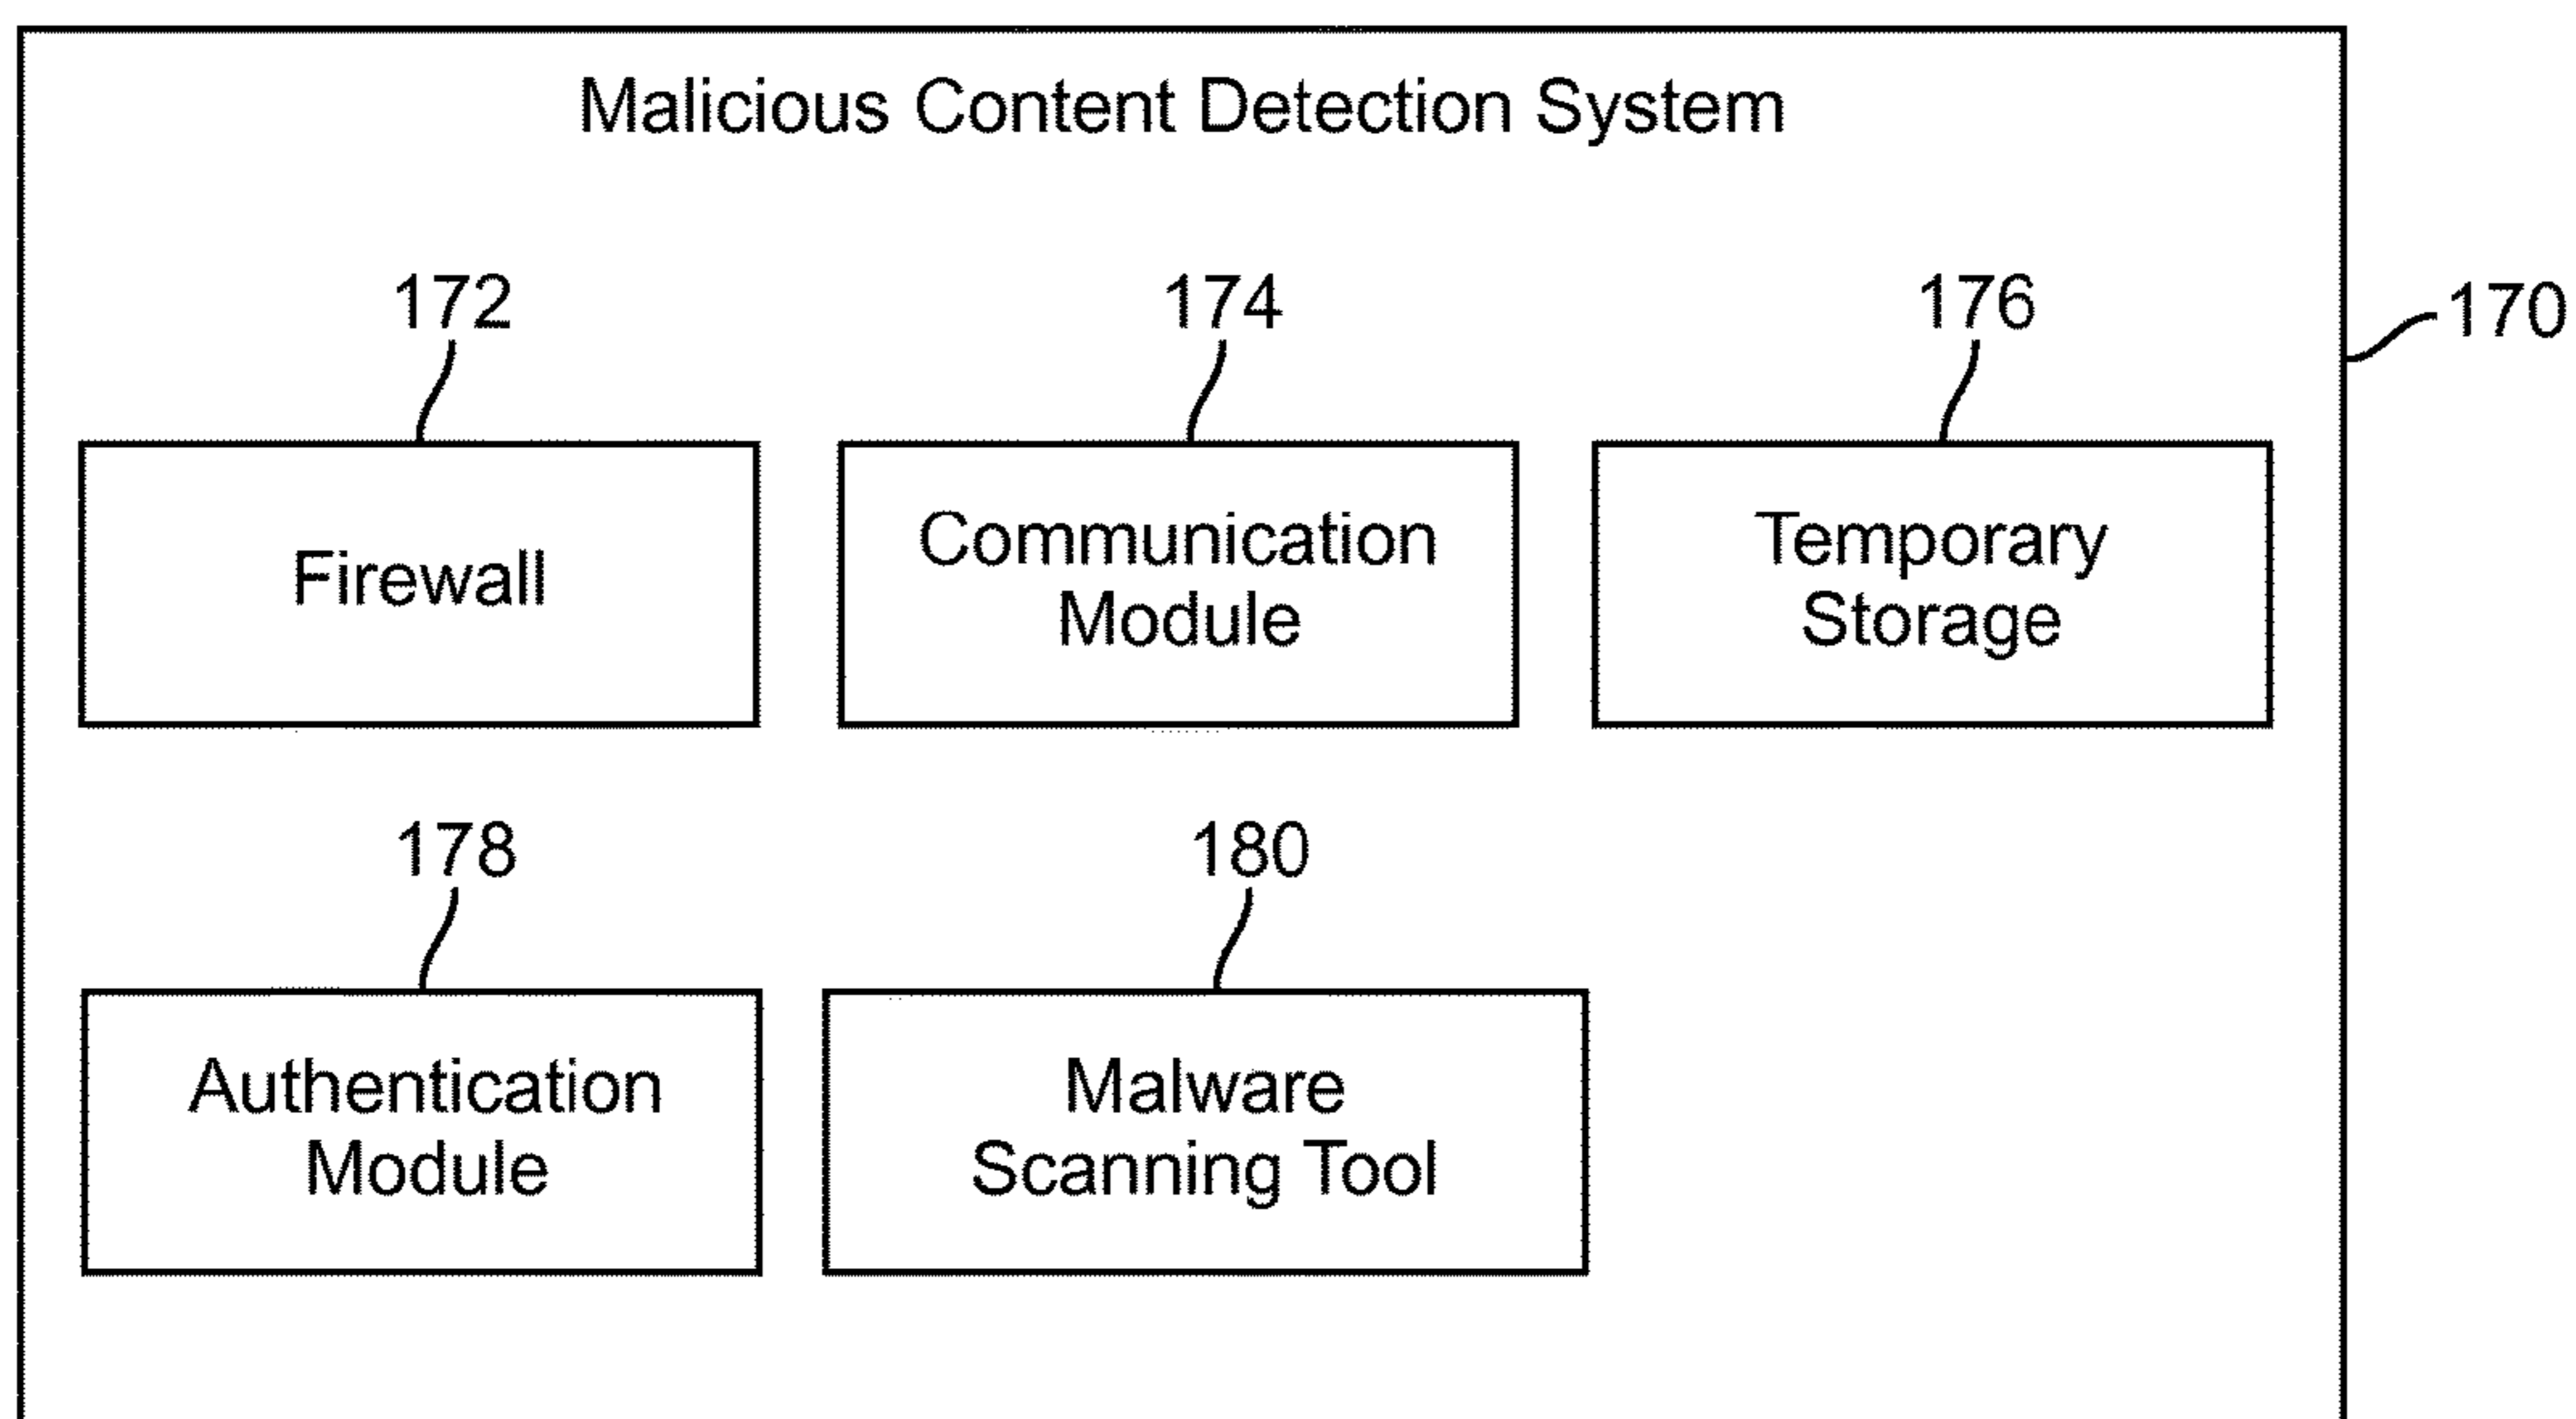 Malicious Content Detection System
172
174
176
170
Firewall
Communication
Module
Temporary
Storage
178
180
Authentication
Module
Malware
Scanning Tool